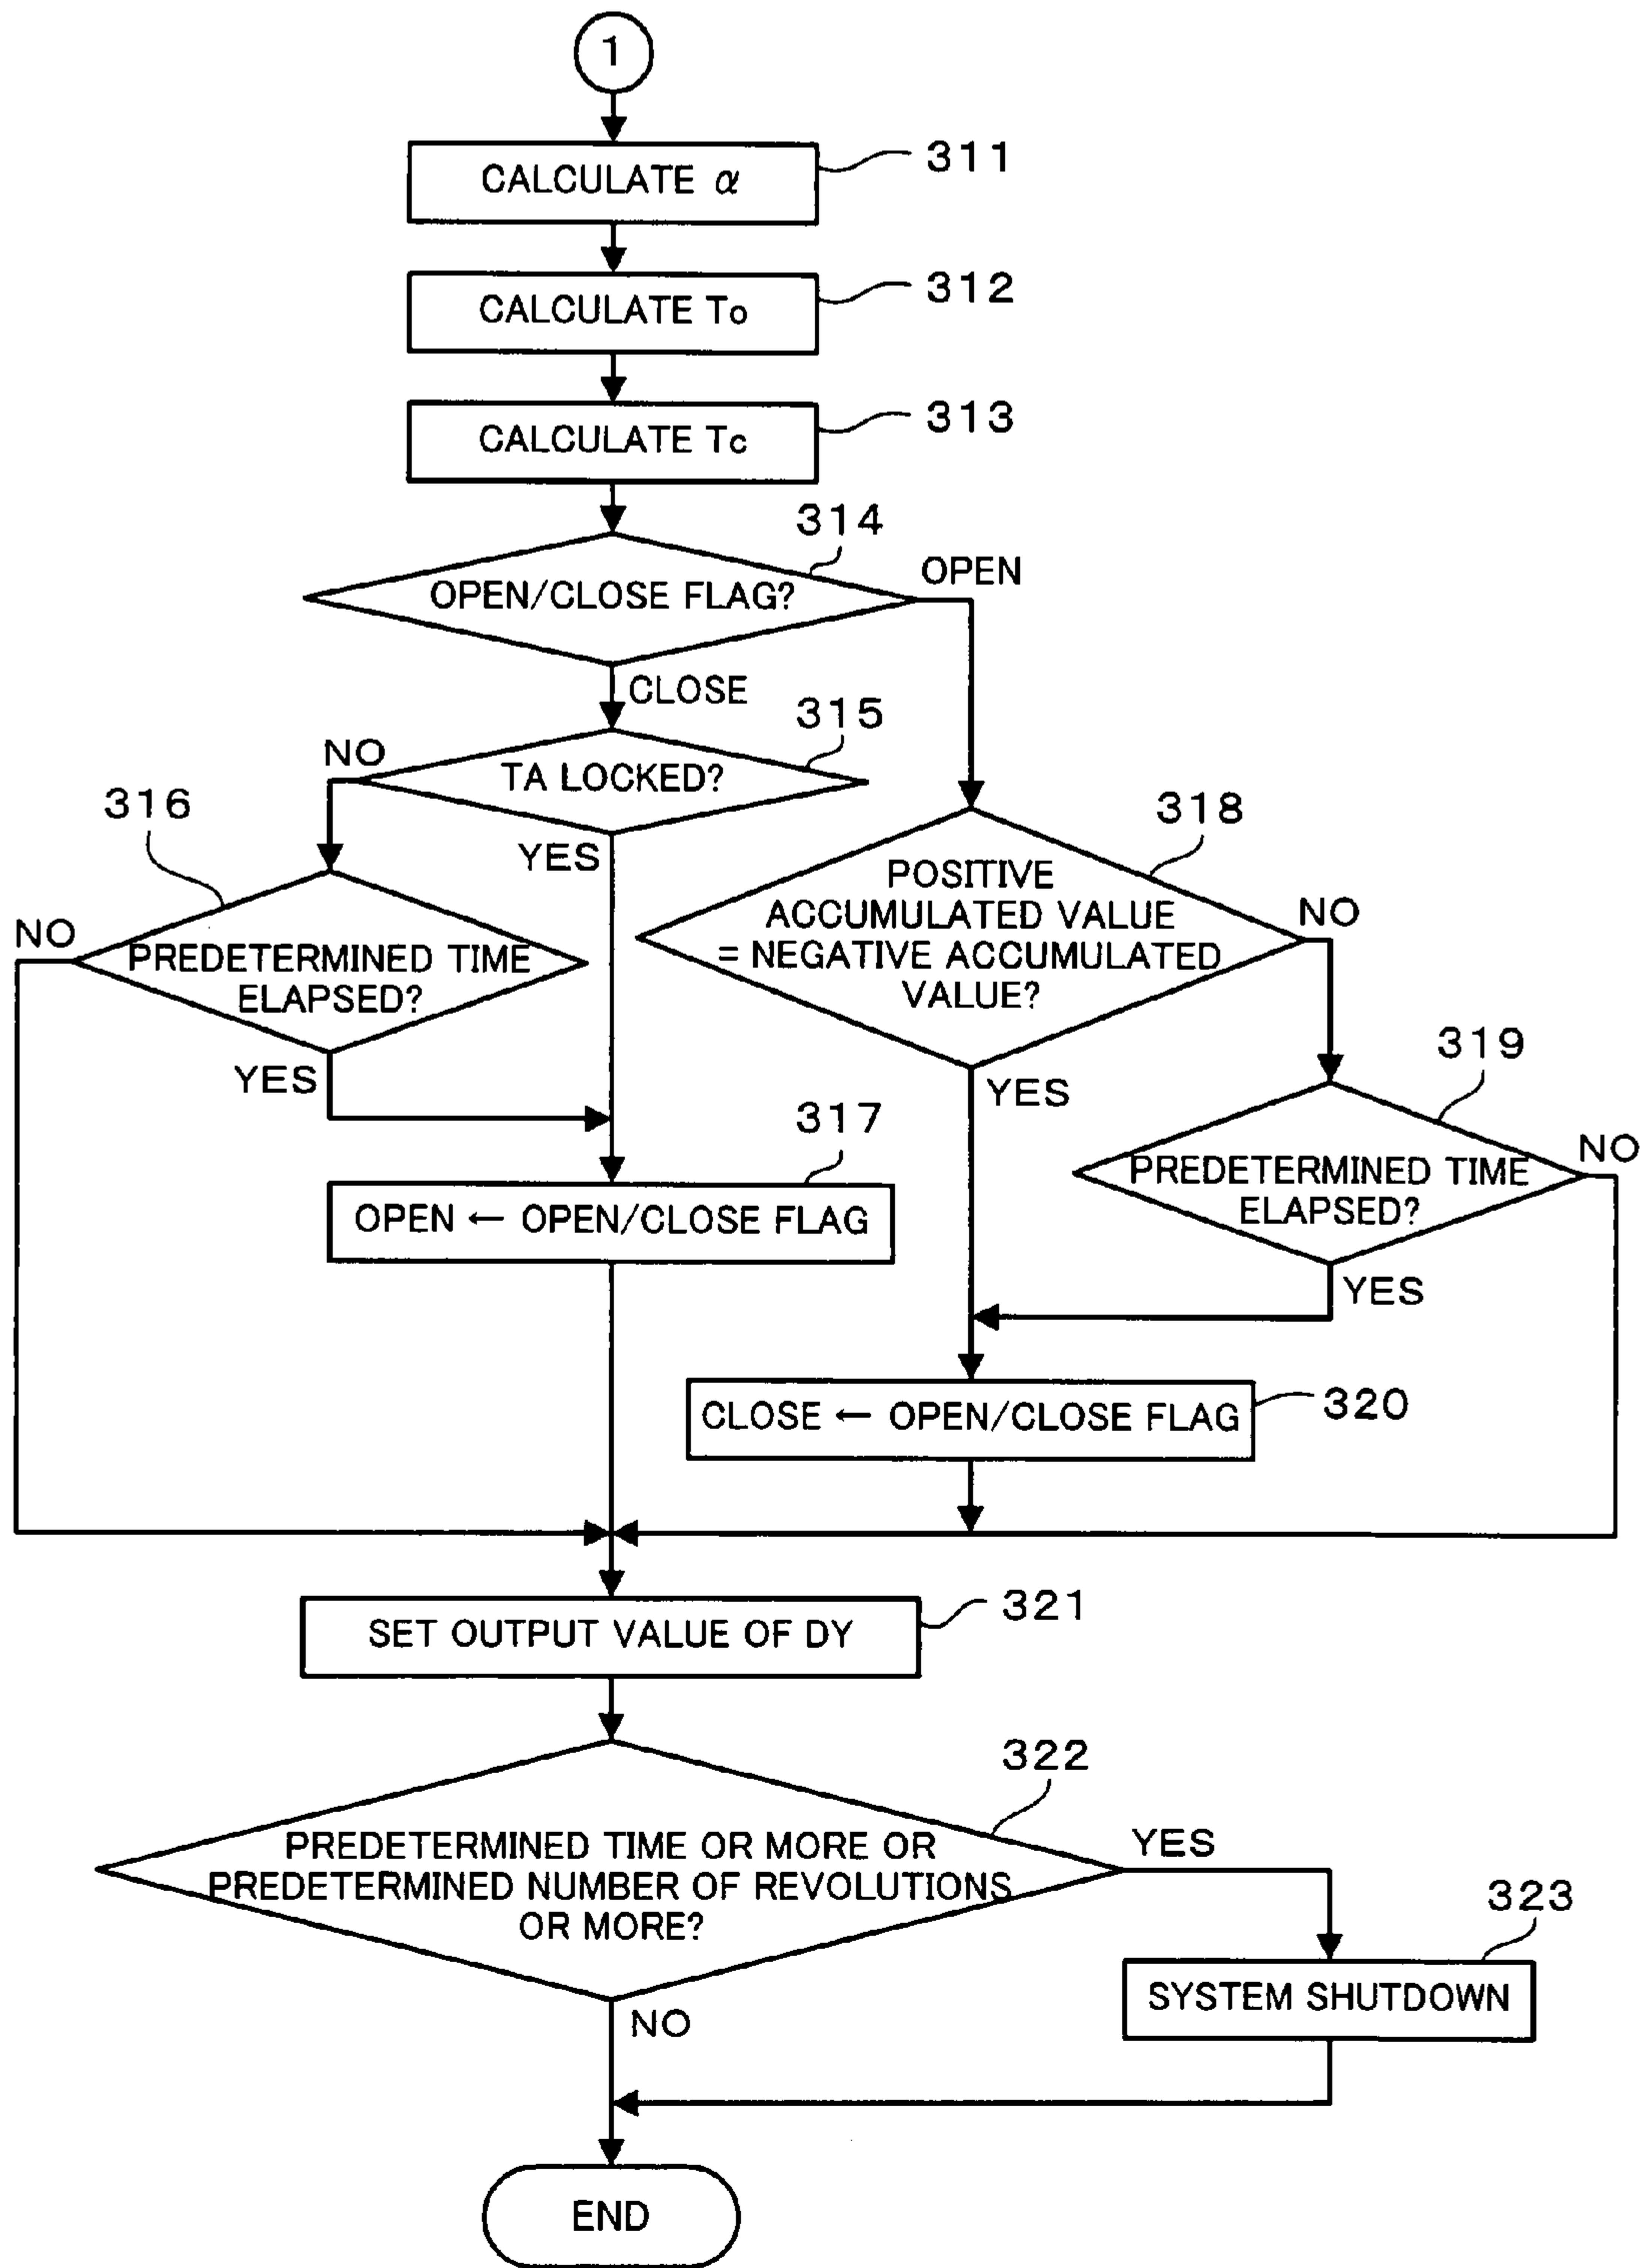 1
CALCULATE α
311
CALCULATE To
312
CALCULATE Tc
313
314
OPEN/CLOSE FLAG?
OPEN
CLOSE
315
NO
TA LOCKED?
316
YES
318
POSITIVE
ACCUMULATED VALUE
= NEGATIVE ACCUMULATED
VALUE?
NO
NO
PREDETERMINED TIME
ELAPSED?
YES
YES
319
317
NO
PREDETERMINED TIME
ELAPSED?
OPEN ← OPEN/CLOSE FLAG
YES
CLOSE ← OPEN/CLOSE FLAG
320
SET OUTPUT VALUE OF DY
321
322
PREDETERMINED TIME OR MORE OR
PREDETERMINED NUMBER OF REVOLUTIONS
OR MORE?
YES
323
SYSTEM SHUTDOWN
NO
END